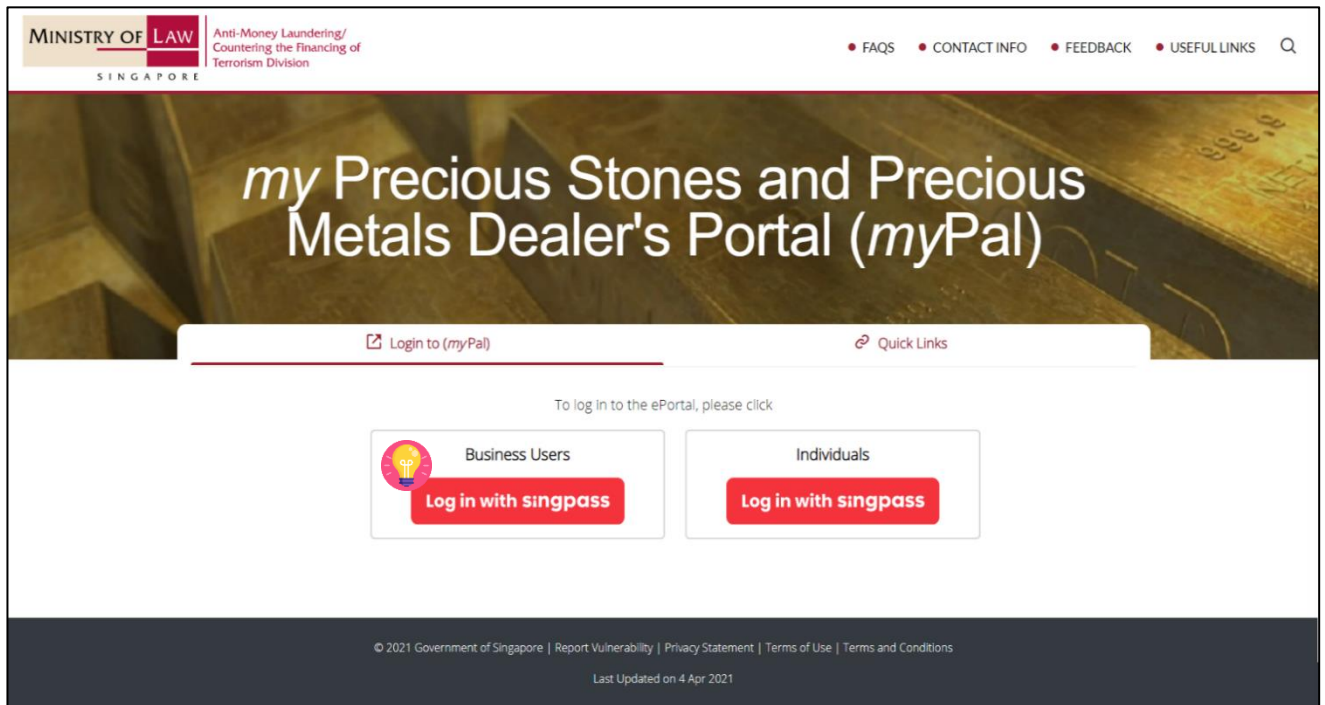 MINISTRY OF LAW
SINGAPORE
Anti-Money Laundering/
Countering the Financing of
Terrorism Division
FAQS
CONTACT INFO
FEEDBACK
USEFUL LINKS
my Precious Stones and Precious
Metals Dealer's Portal (myPal)
999.9
Login to (myPal)
Quick Links
To log in to the ePortal, please click
Business Users
Log in with singpass
Individuals
Log in with singpass
© 2021 Government of Singapore | Report Vulnerability | Privacy Statement | Terms of Use | Terms and Conditions
Last Updated on 4 Apr 2021